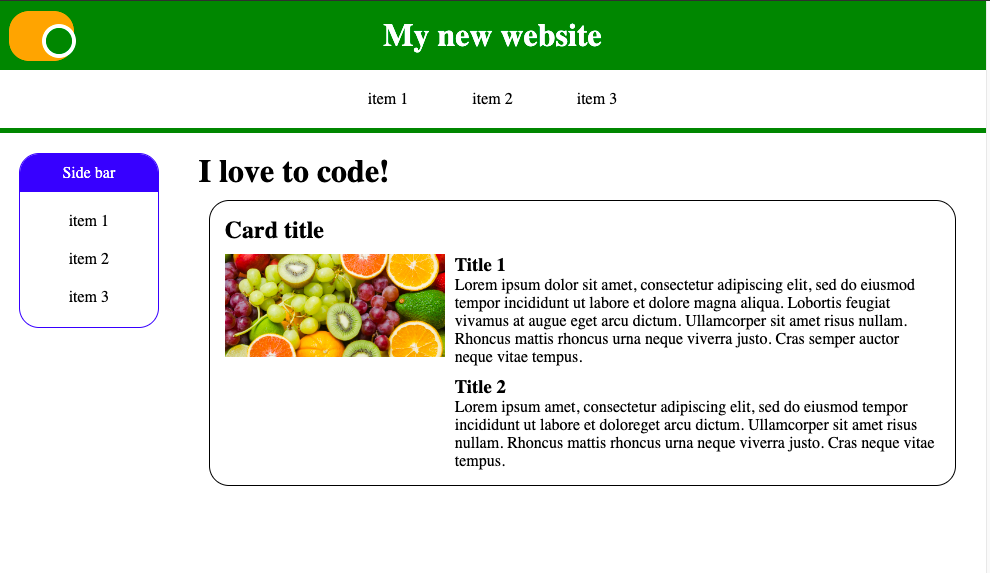 My new website
item 1 item 2 item 3
Side bar
item 1
item 2
item 3
I love to code!
Card title
Title 1
Lorem ipsum dolor sit amet, consectetur adipiscing elit, sed do eiusmod
tempor incididunt ut labore et dolore magna aliqua. Lobortis feugiat
vivamus at augue eget arcu dictum. Ullamcorper sit amet risus nullam.
Rhoncus mattis rhoncus urna neque viverra justo. Cras semper auctor
neque vitae tempus.
Title 2
Lorem ipsum amet, consectetur adipiscing elit, sed do eiusmod tempor
incididunt ut labore et doloreget arcu dictum. Ullamcorper sit amet risus
nullam. Rhoncus mattis rhoncus urna neque viverra justo. Cras neque vitae
tempus.